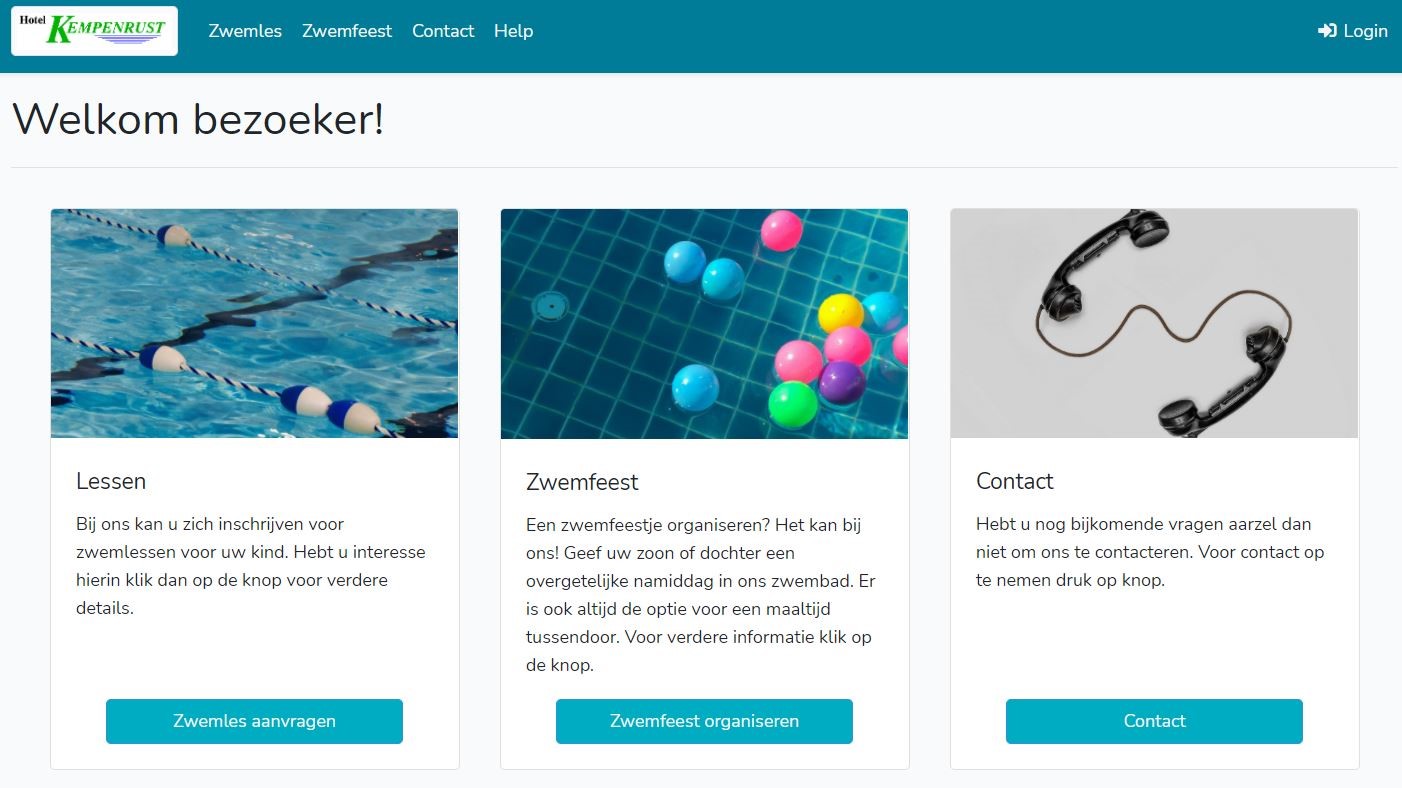 Hotel KEMPENRUST
Zwemles Zwemfeest Contact Help
Login
Welkom bezoeker!
Lessen
Bij ons kan u zich inschrijven voor
zwemlessen voor uw kind. Hebt u interesse
hierin klik dan op de knop voor verdere
details.
Zwemles aanvragen
Zwemfeest
Een zwemfeestje organiseren? Het kan bij
ons! Geef uw zoon of dochter een
overgetelijke namiddag in ons zwembad. Er
is ook altijd de optie voor een maaltijd
tussendoor. Voor verdere informatie klik op
de knop.
Zwemfeest organiseren
Contact
Hebt u nog bijkomende vragen aarzel dan
niet om ons te contacteren. Voor contact op
te nemen druk op knop.
Contact